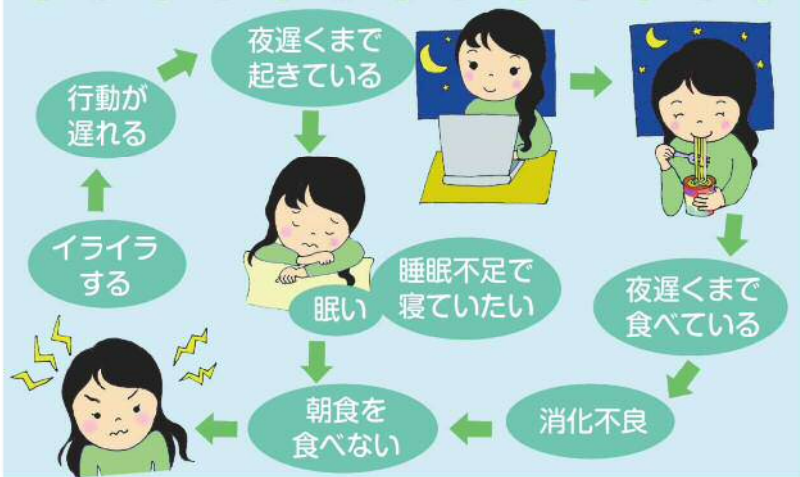 夜遅くまで
起きている
行動が
遅れる
イライラ
する
眠い
睡眠不足で
寝ていたい
夜遅くまで
食べている
朝食を
食べない
消化不良